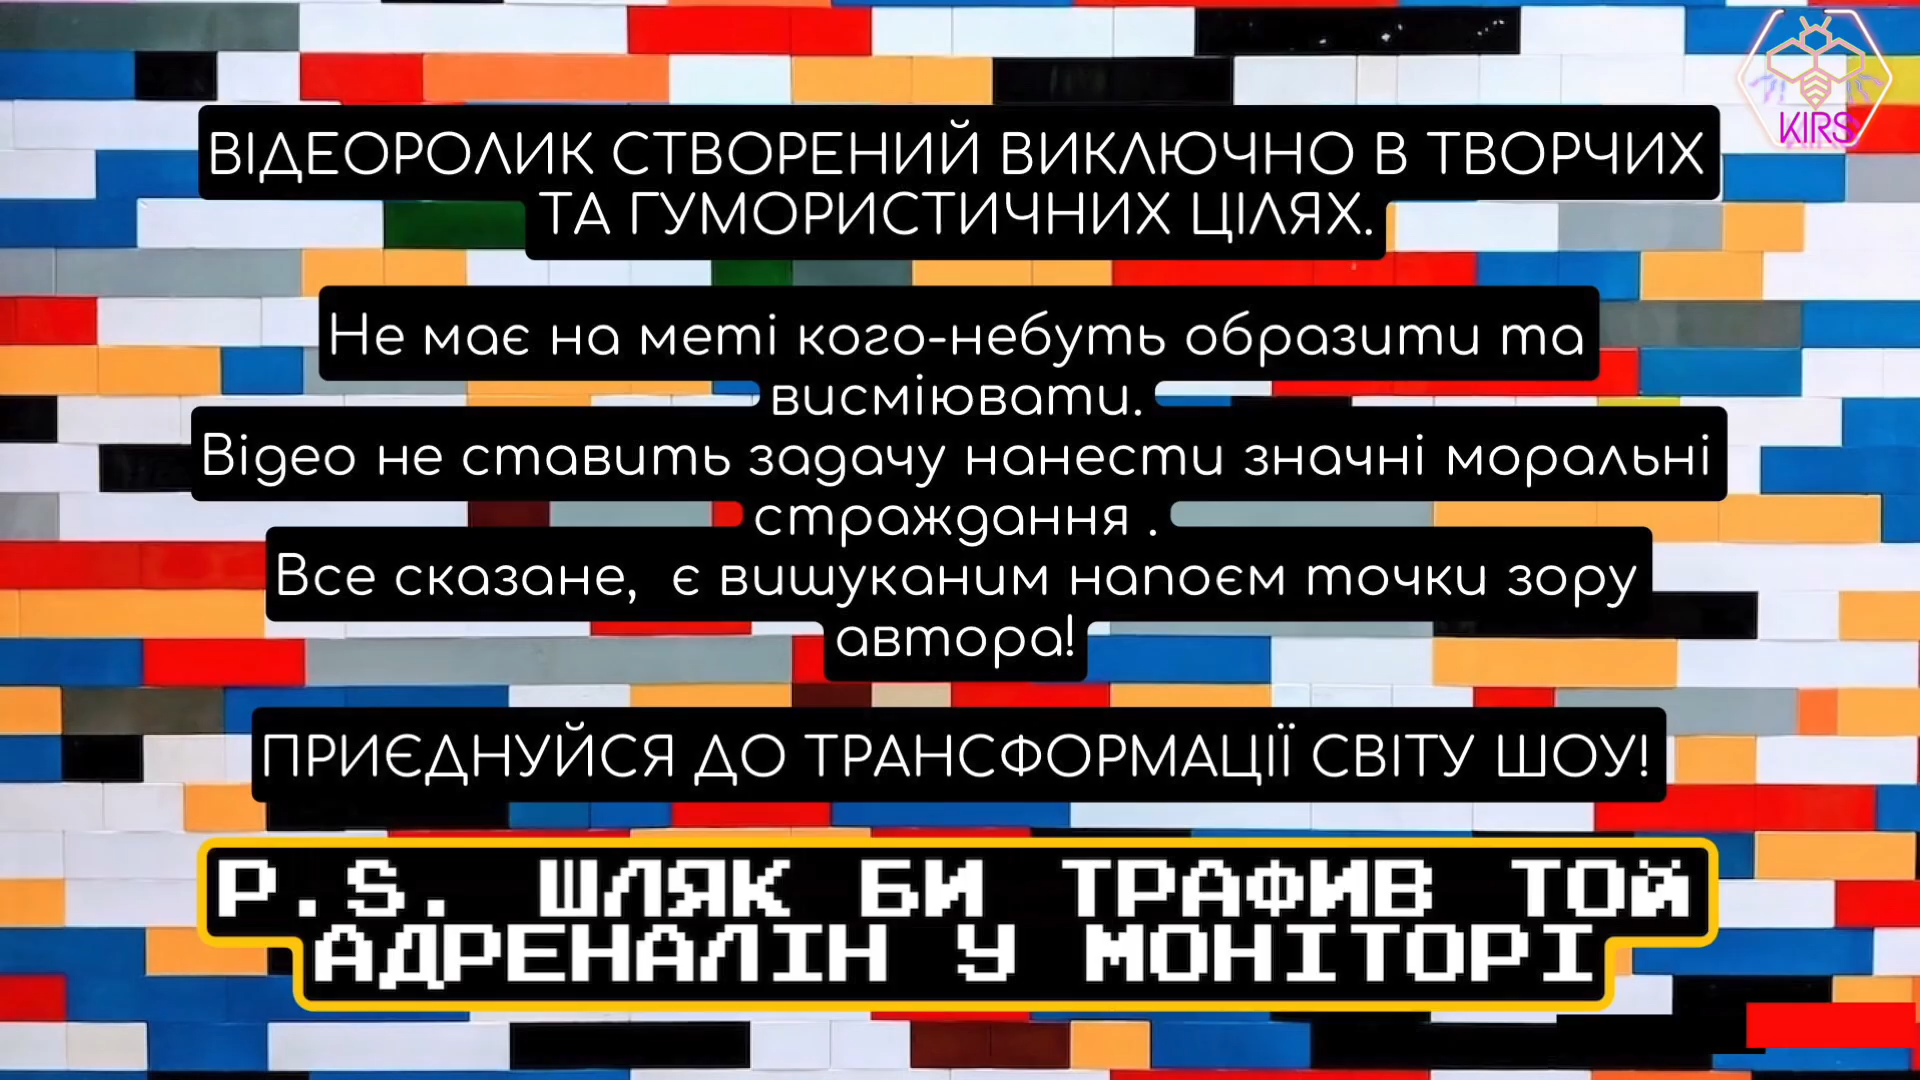 KIRS
ВІДЕОРОЛИК СТВОРЕНИЙ ВИКЛЮЧНО В ТВОРЧИХ
ТА ГУМОРИСТИЧНИХ ЦІЛЯХ.
Не має на меті кого-небуть образити та
висміювати.
Відео не ставить задачу нанести значні моральні
страждання .
Все сказане,  є вишуканим напоєм точки зору
автора!
ПРИЄДНУЙСЯ ДО ТРАНСФОРМАЦІЇ СВІТУ ШОУ!
P.S. ШЛЯК БИ ТРАФИВ ТОй
АДРЕНАЛІН У МОНІТОРІ